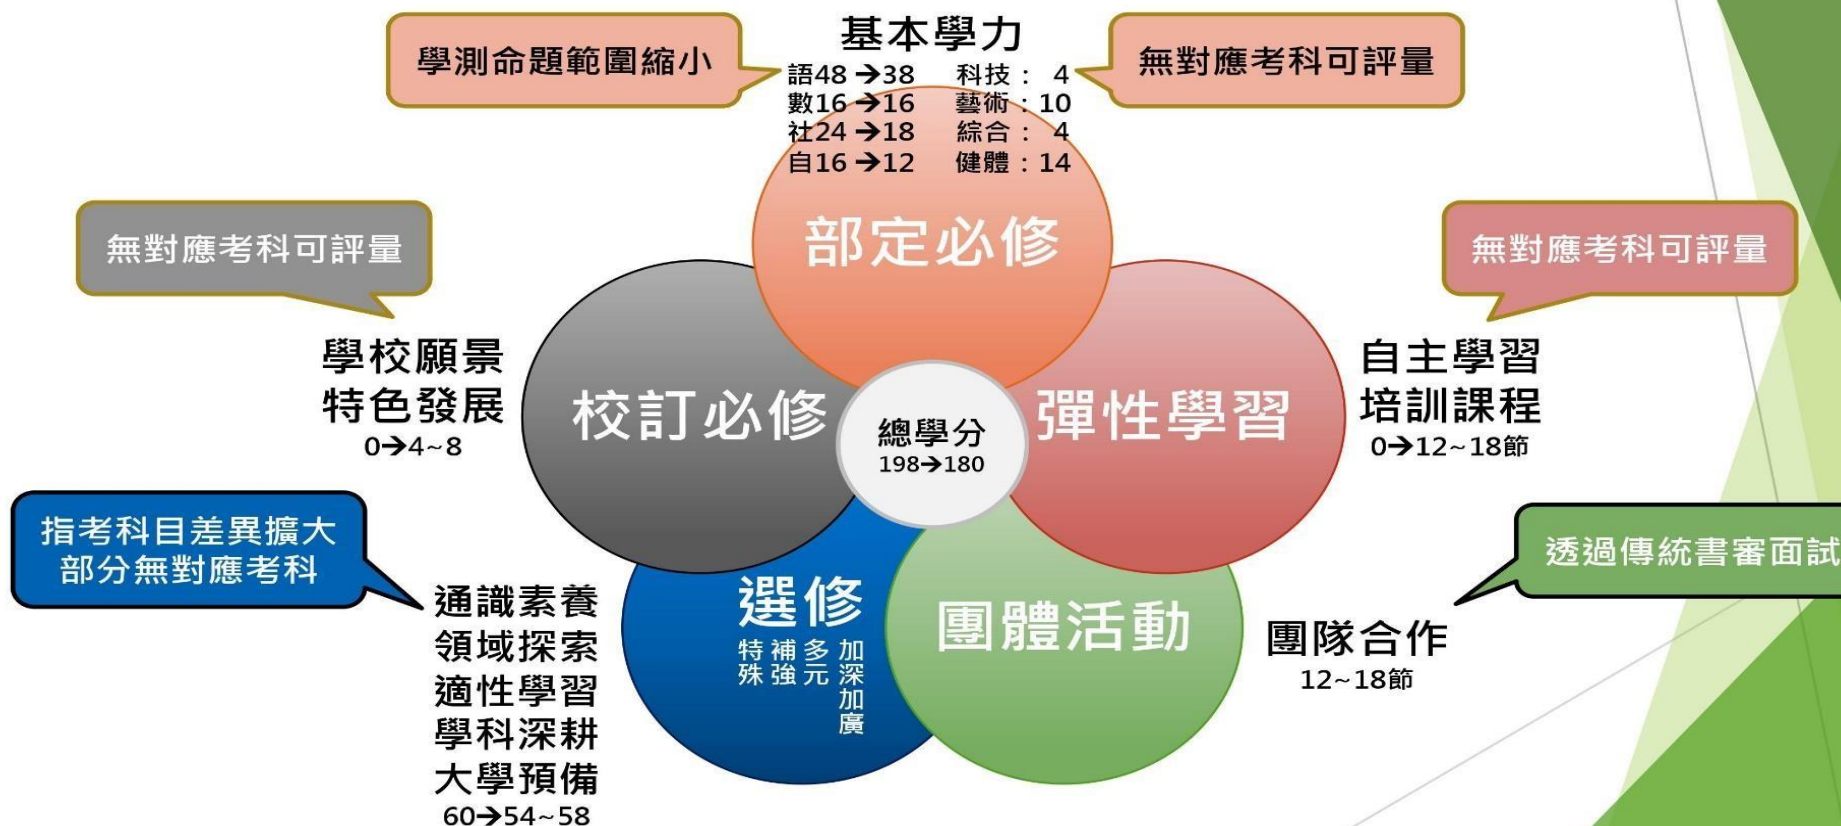 學測命題範圍縮小
基本學力
語48➔38 科技： 4
數16➔16 藝術：10
社24➔18 綜合： 4
自16➔12 健體：14
無對應考科可評量
部定必修
無對應考科可評量
學校願景
特色發展
0➔4~8
校訂必修
總學分
198➔180
彈性學習
無對應考科可評量
自主學習
培訓課程
0➔12~18節
指考科目差異擴大
部分無對應考科
通識素養
領域探索
適性學習
學科深耕
大學預備
60➔54~58
選修
加深加廣
多元
補強
特殊
團體活動
透過傳統書審面試
團隊合作
12~18節